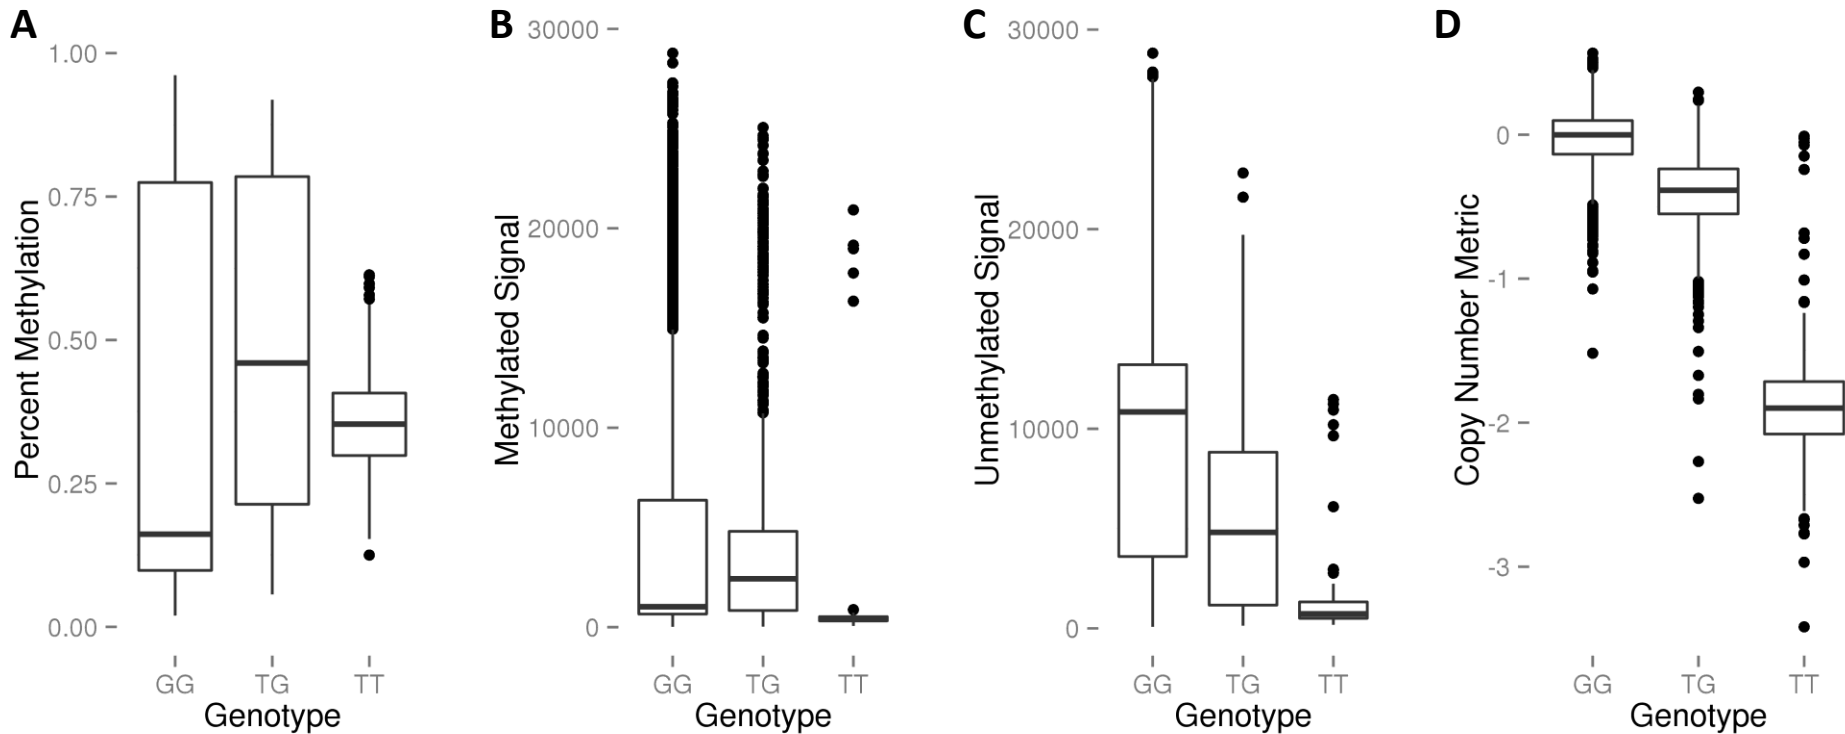 A
Percent Methylation
1.00
0.75
0.50
0.25
0.00
GG TG TT
Genotype
B
Methylated Signal
30000
20000
10000
0
GG TG TT
Genotype
C
Unmethylated Signal
30000
20000
10000
0
GG TG TT
Genotype
D
Copy Number Metric
0
-1
-2
-3
GG TG TT
Genotype